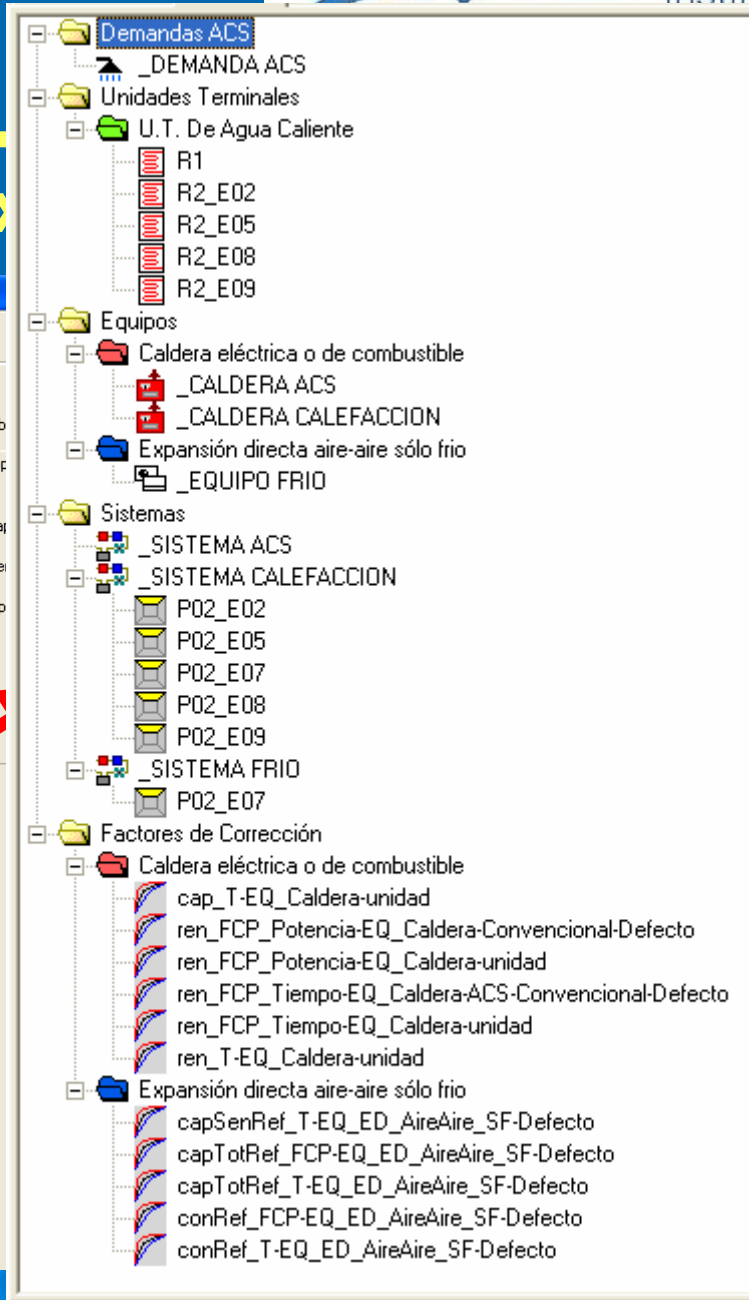 Demandas ACS
_DEMANDA ACS
Unidades Terminales
U.T. De Agua Caliente
R1
R2_E02
R2_E05
R2_E08
R2_E09
Equipos
Caldera eléctrica o de combustible
_CALDERA ACS
_CALDERA CALEFACCION
Expansión directa aire-aire sólo frio
_EQUIPO FRIO
Sistemas
_SISTEMA ACS
_SISTEMA CALEFACCION
P02_E02
P02_E05
P02_E07
P02_E08
P02_E09
_SISTEMA FRIO
P02_E07
Factores de Corrección
Caldera eléctrica o de combustible
cap_T-EQ_Caldera-unidad
ren_FCP_Potencia-EQ_Caldera-Convencional-Defecto
ren_FCP_Potencia-EQ_Caldera-unidad
ren_FCP_Tiempo-EQ_Caldera-ACS-Convencional-Defecto
ren_FCP_Tiempo-EQ_Caldera-unidad
ren_T-EQ_Caldera-unidad
Expansión directa aire-aire sólo frio
capSenRef_T-EQ_ED_AireAire_SF-Defecto
capTotRef_FCP-EQ_ED_AireAire_SF-Defecto
capTotRef_T-EQ_ED_AireAire_SF-Defecto
conRef_FCP-EQ_ED_AireAire_SF-Defecto
conRef_T-EQ_ED_AireAire_SF-Defecto